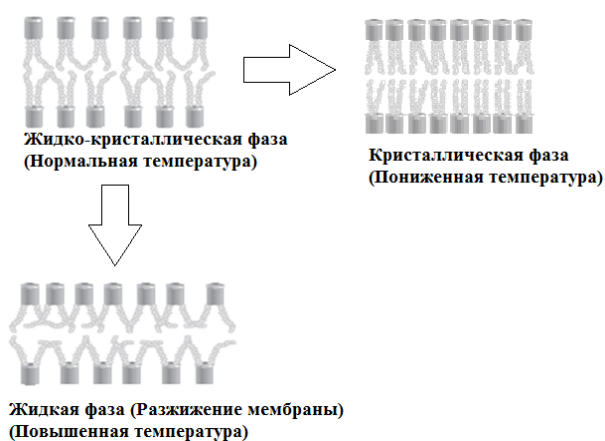 Жидко-кристаллическая фаза
(Нормальная температура)
Кристаллическая фаза
(Пониженная температура)
Жидкая фаза (Разжижение мембраны)
(Повышенная температура)